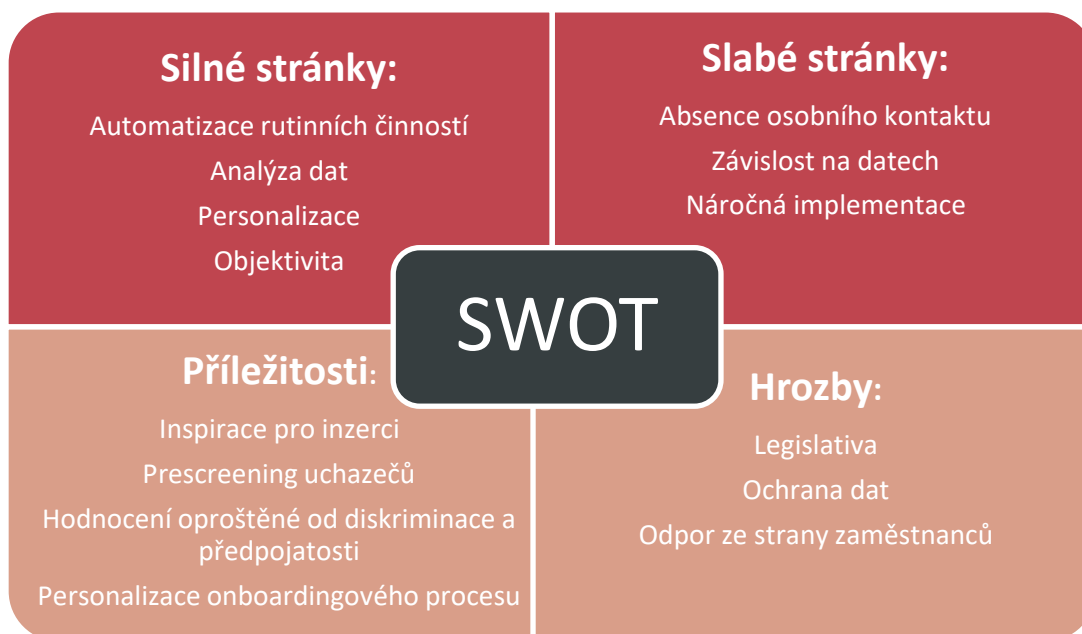 Silné stránky:
Automatizace rutinních činností
Analýza dat
Personalizace
Objektivita
Slabé stránky:
Absence osobního kontaktu
Závislost na datech
Náročná implementace
SWOT
Příležitosti:
Inspirace pro inzerci
Prescreening uchazečů
Hodnocení oproštěné od diskriminace a
předpojatosti
Personalizace onboardingového procesu
Hrozby:
Legislativa
Ochrana dat
Odpor ze strany zaměstnanců